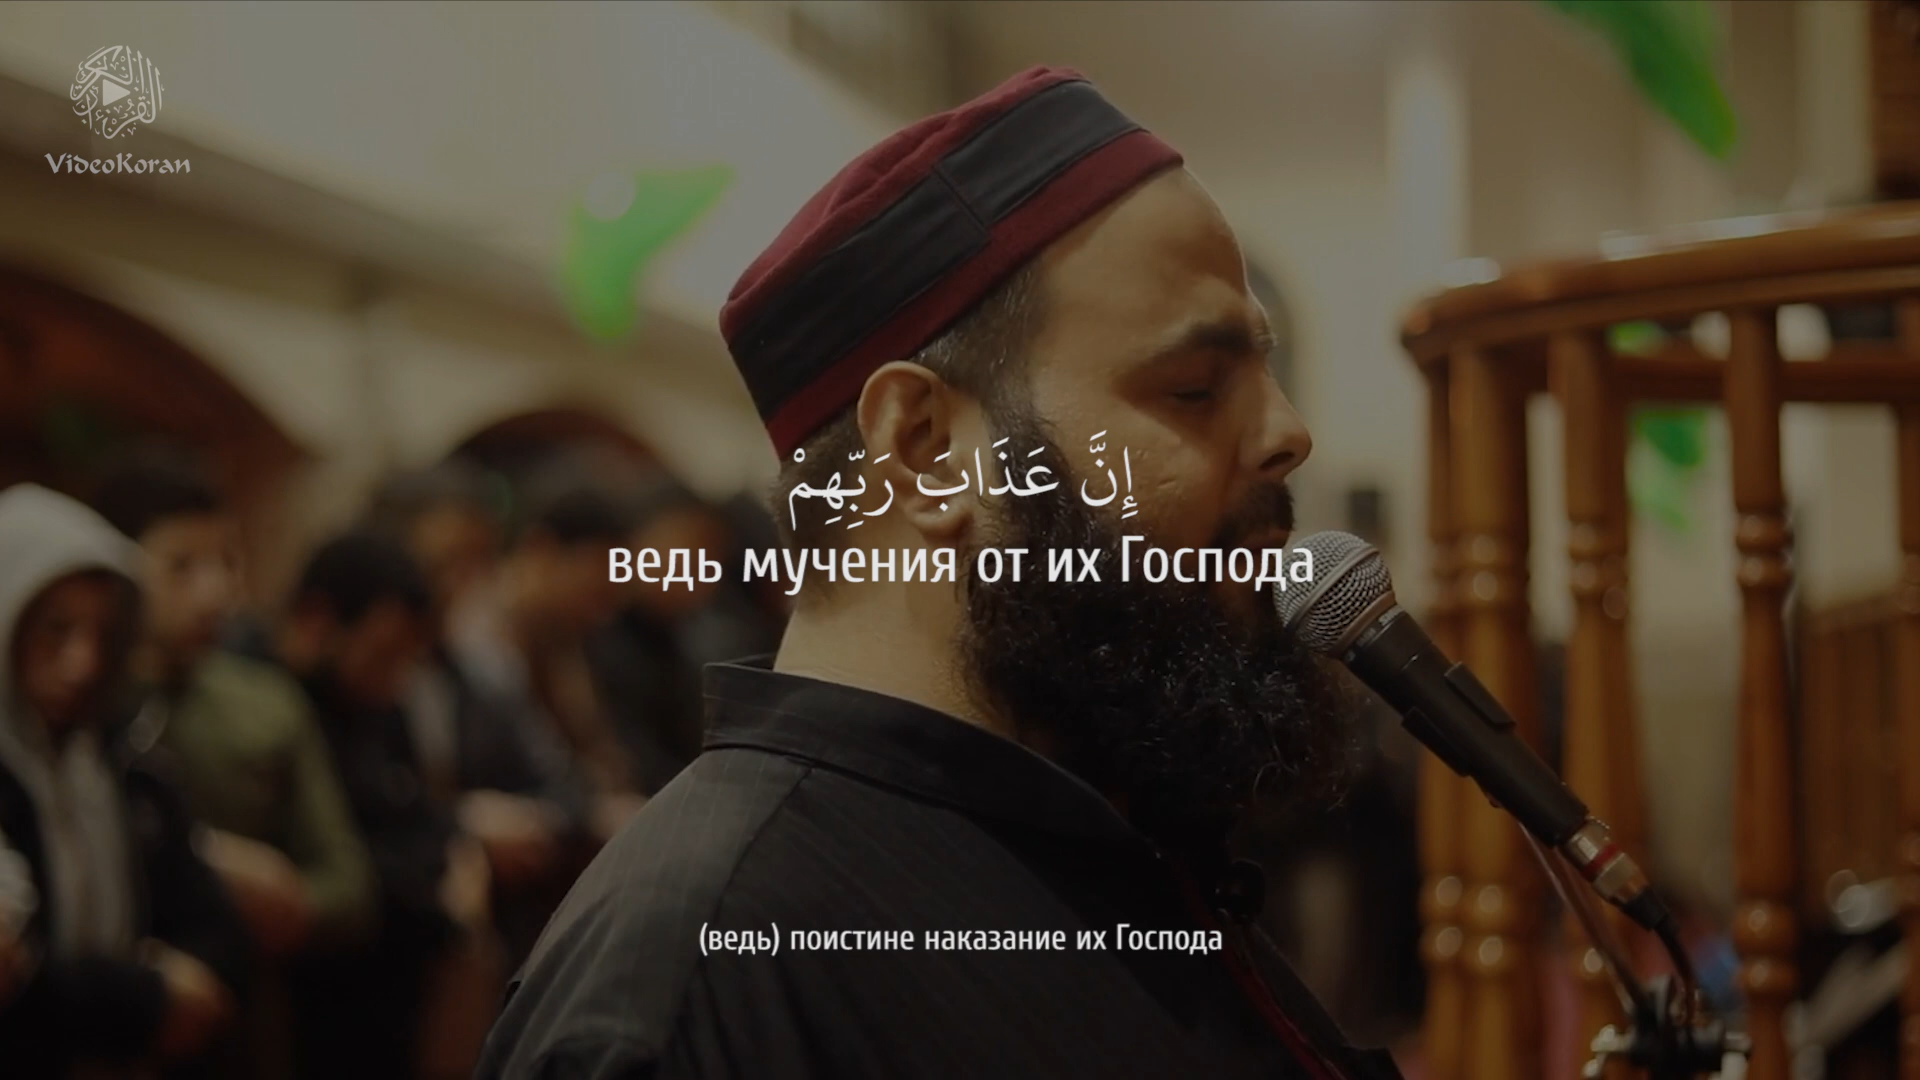 VideoKoran
إِنَّ عَذَابَ رَبِّهِمْ
ведь мучения от их Господа
(ведь) поистине наказание их Господа